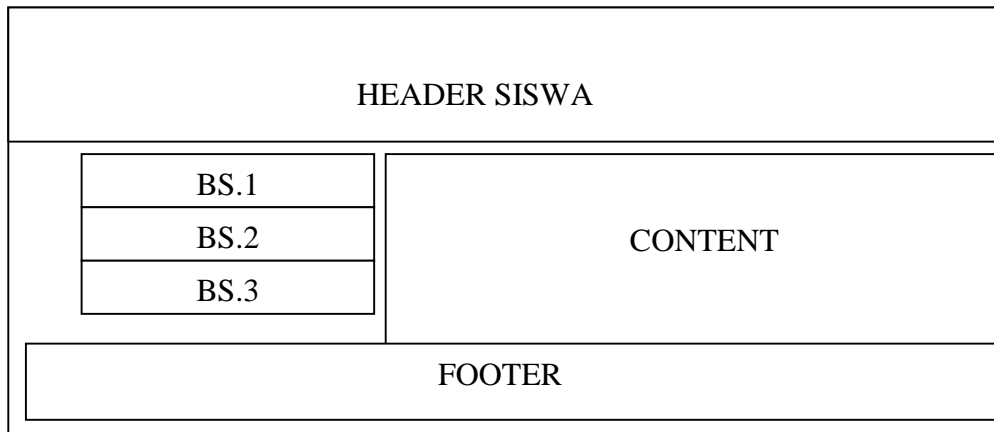 HEADER SISWA
BS.1
BS.2
BS.3
CONTENT
FOOTER